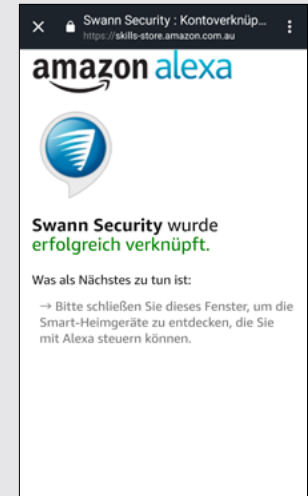 Swann Security : Kontoverknüp...
https://skills-store.amazon.com.au
amazon alexa
Swann Security wurde
erfolgreich verknüpft.
Was als Nächstes zu tun ist:
→ Bitte schließen Sie dieses Fenster, um die
Smart-Heimgeräte zu entdecken, die Sie
mit Alexa steuern können.